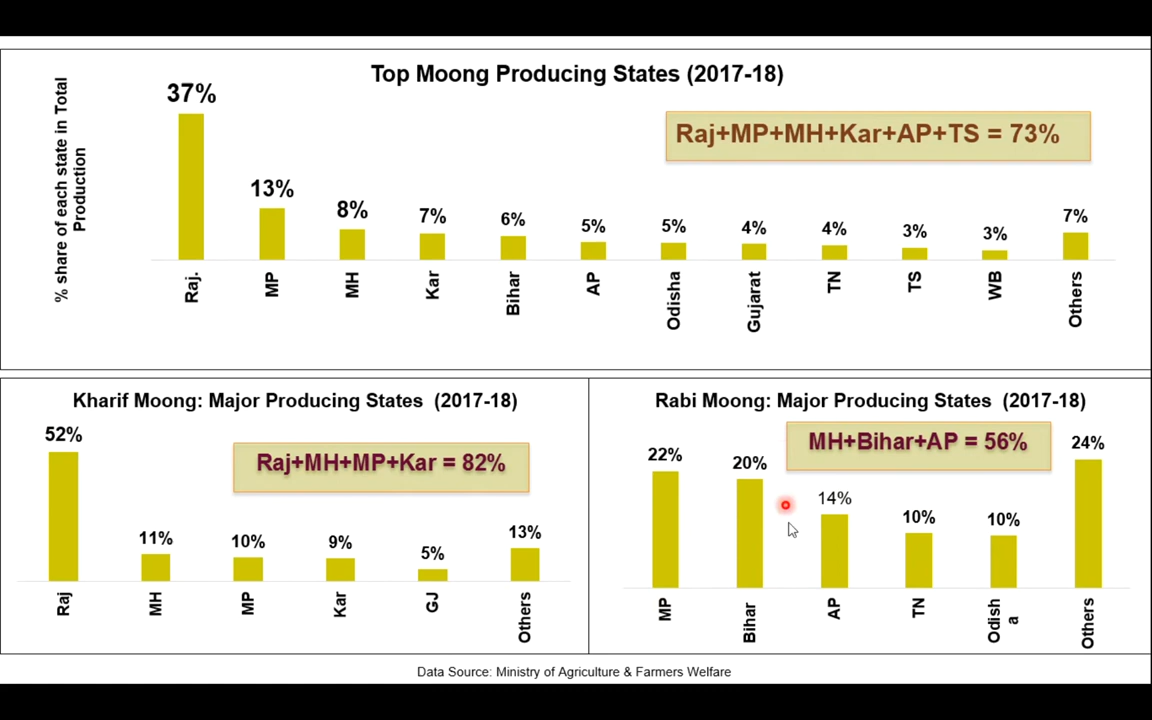 Top Moong Producing States (2017-18)
% share of each state in Total
Production
Raj+MP+MH+Kar+AP+TS = 73%
37%
13%
8%
7%
6%
5%
5%
4%
4%
3%
3%
7%
Raj.
MP
MH
Kar
Bihar
AP
Odisha
Gujarat
TN
TS
WB
Others
Kharif Moong: Major Producing States (2017-18)
Raj+MH+MP+Kar = 82%
52%
11%
10%
9%
5%
13%
Raj
MH
MP
Kar
GJ
Others
Rabi Moong: Major Producing States (2017-18)
MH+Bihar+AP = 56%
22%
20%
14%
10%
10%
24%
MP
Bihar
AP
TN
Odish
a
Others
Data Source: Ministry of Agriculture & Farmers Welfare